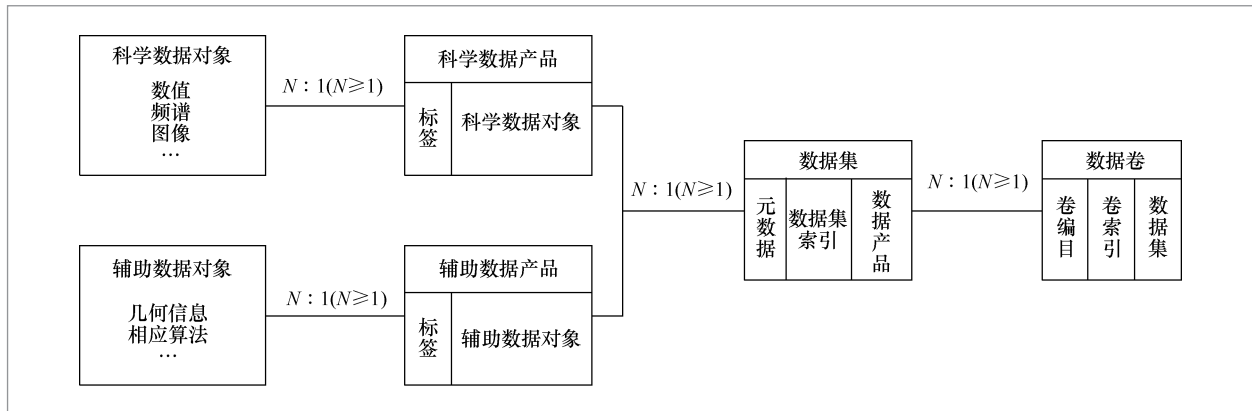 科学数据对象
数值
频谱
图像
…
N：1(N≥1)
科学数据产品
标签
科学数据对象
辅助数据对象
几何信息
相应算法
…
N：1(N≥1)
辅助数据产品
标签
辅助数据对象
N：1(N≥1)
数据集
元数据
数据集
索引
数据产品
N：1(N≥1)
数据卷
卷编目
卷索引
数据集